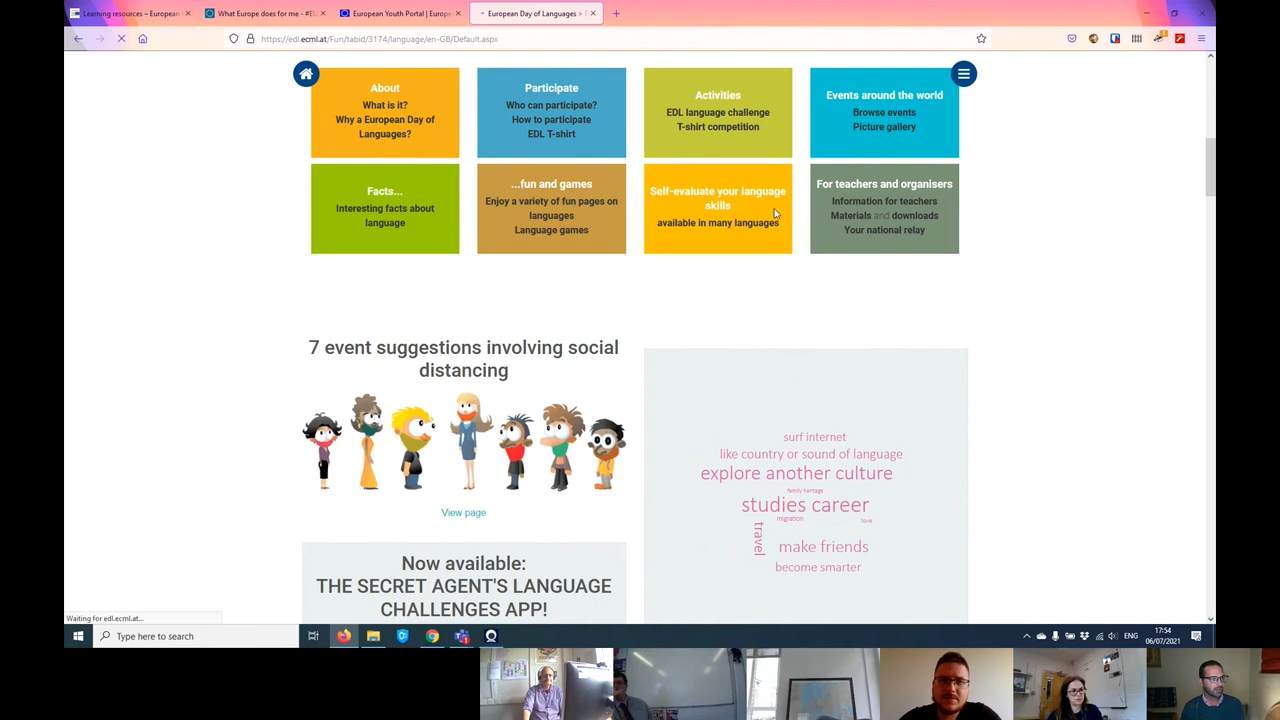 Learning resources – European
What Europe does for me - #EU
European Youth Portal | Europe
European Day of Languages >
https://edl.ecml.at/Fun/tabid/3174/language/en-GB/Default.aspx
About
What is it?
Why a European Day of
Languages?
Participate
Who can participate?
How to participate
EDL T-shirt
Activities
EDL language challenge
T-shirt competition
Events around the world
Browse events
Picture gallery
Facts...
Interesting facts about
language
...fun and games
Enjoy a variety of fun pages on
languages
Language games
Self-evaluate your language
skills
available in many languages
For teachers and organisers
Information for teachers
Materials and downloads
Your national relay
7 event suggestions involving social
distancing
View page
surf internet
like country or sound of language
explore another culture
family heritage
studies career
migration
love
travel
make friends
become smarter
Now available:
THE SECRET AGENT'S LANGUAGE
CHALLENGES APP!
Waiting for edl.ecml.at...
Type here to search
ENG
17:54
06/07/2021